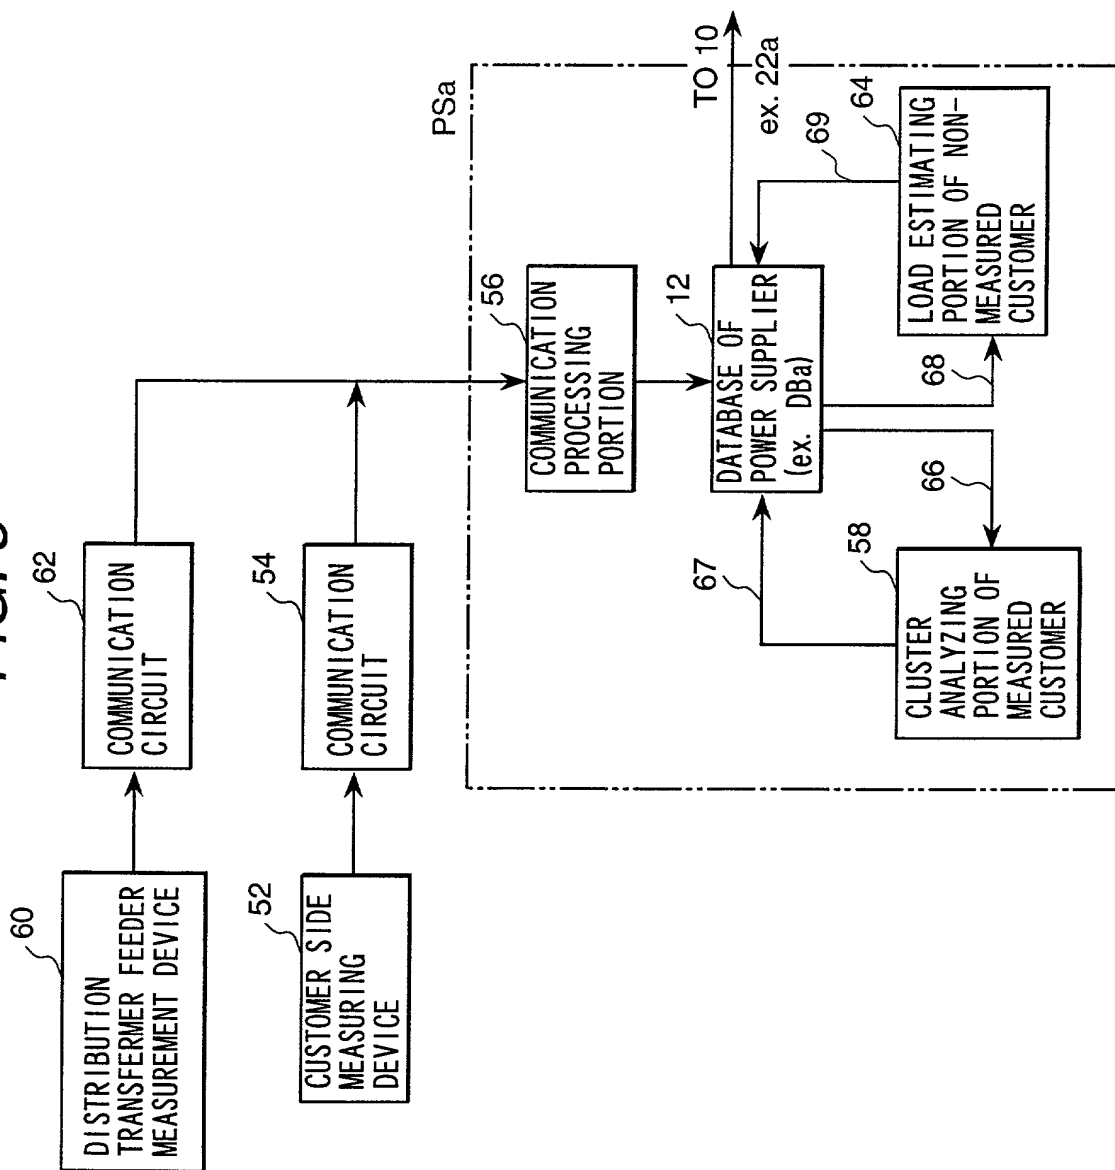 60
DISTRIBUTION
TRANSFERMER FEEDER
MEASUREMENT DEVICE
62
COMMUNICATION
CIRCUIT
52
CUSTOMER SIDE
MEASURING
DEVICE
54
COMMUNICATION
CIRCUIT
PSa
56
COMMUNICATION
PROCESSING
PORTION
12
DATABASE OF
POWER SUPPLIER
(ex. DBa)
TO 10
ex. 22a
67
69
58
CLUSTER
ANALYZING
PORTION OF
MEASURED
CUSTOMER
66
68
64
LOAD ESTIMATING
PORTION OF NON-
MEASURED
CUSTOMER